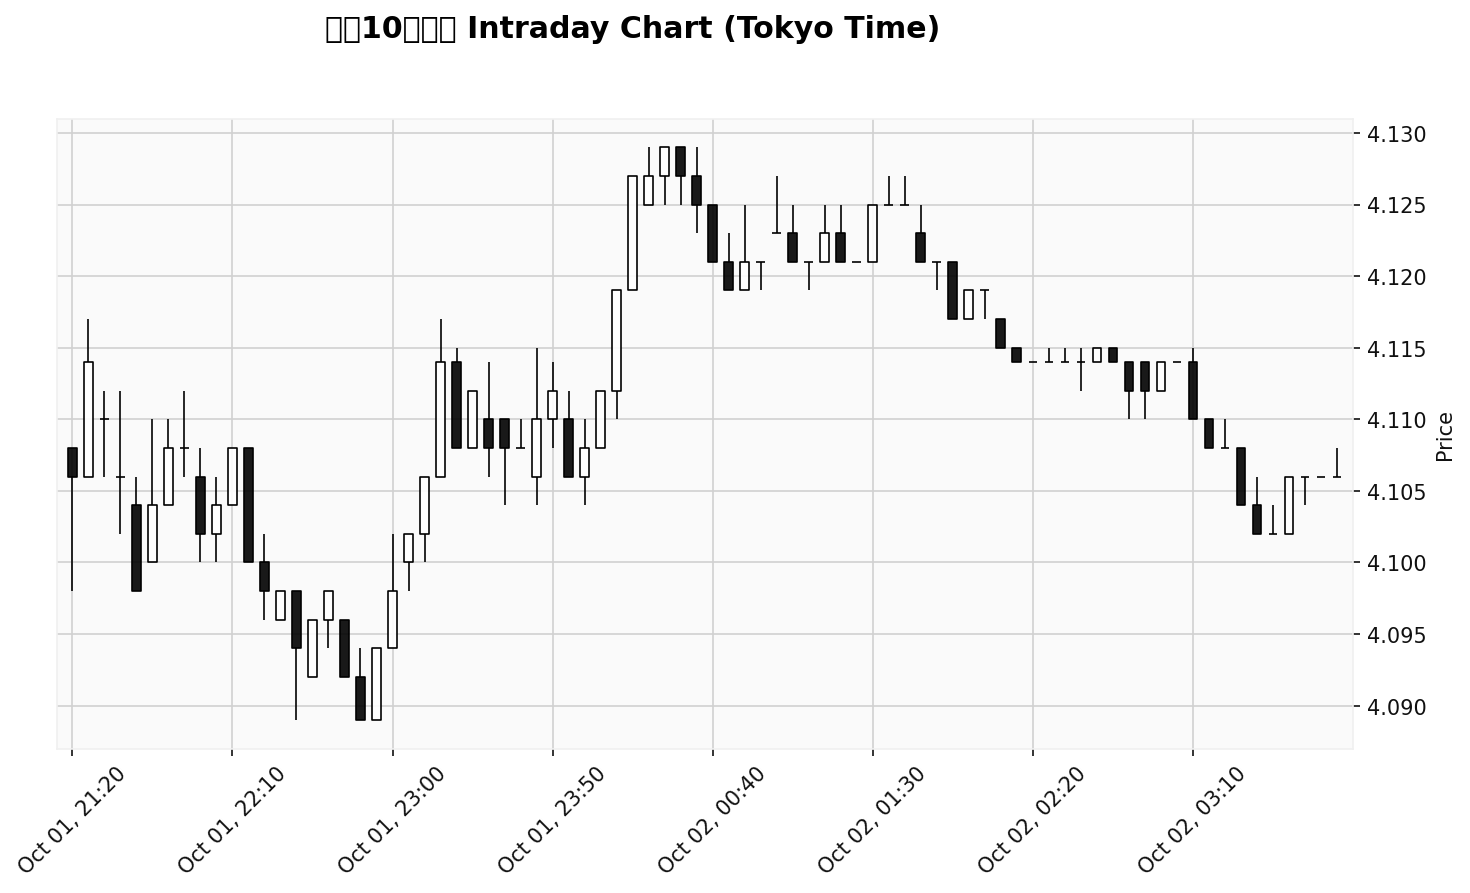 10 Intraday Chart (Tokyo Time)
4.130
4.125
4.120
4.115
4.110
4.105
4.100
4.095
4.090
Price
Oct 01, 21:20
Oct 01, 22:10
Oct 01, 23:00
Oct 01, 23:50
Oct 02, 00:40
Oct 02, 01:30
Oct 02, 02:20
Oct 02, 03:10